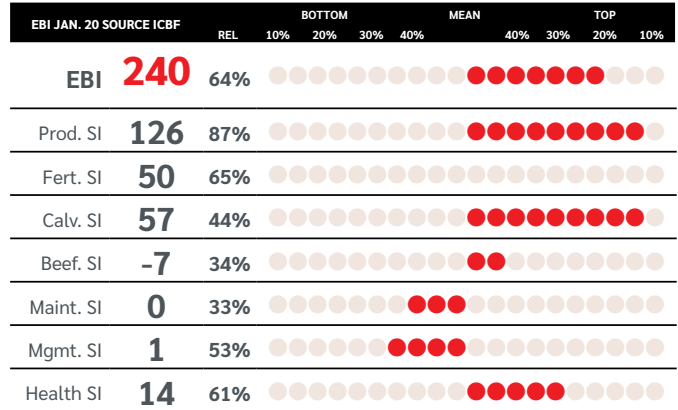 EBI JAN. 20 SOURCE ICBF REL BOTTOM MEAN TOP
10% 20% 30% 40% 40% 30% 20% 10%
EBI 240 64%
Prod. SI 126 87%
Fert. SI 50 65%
Calv. SI 57 44%
Beef. SI -7 34%
Maint. SI 0 33%
Mgmt. SI 1 53%
Health SI 14 61%